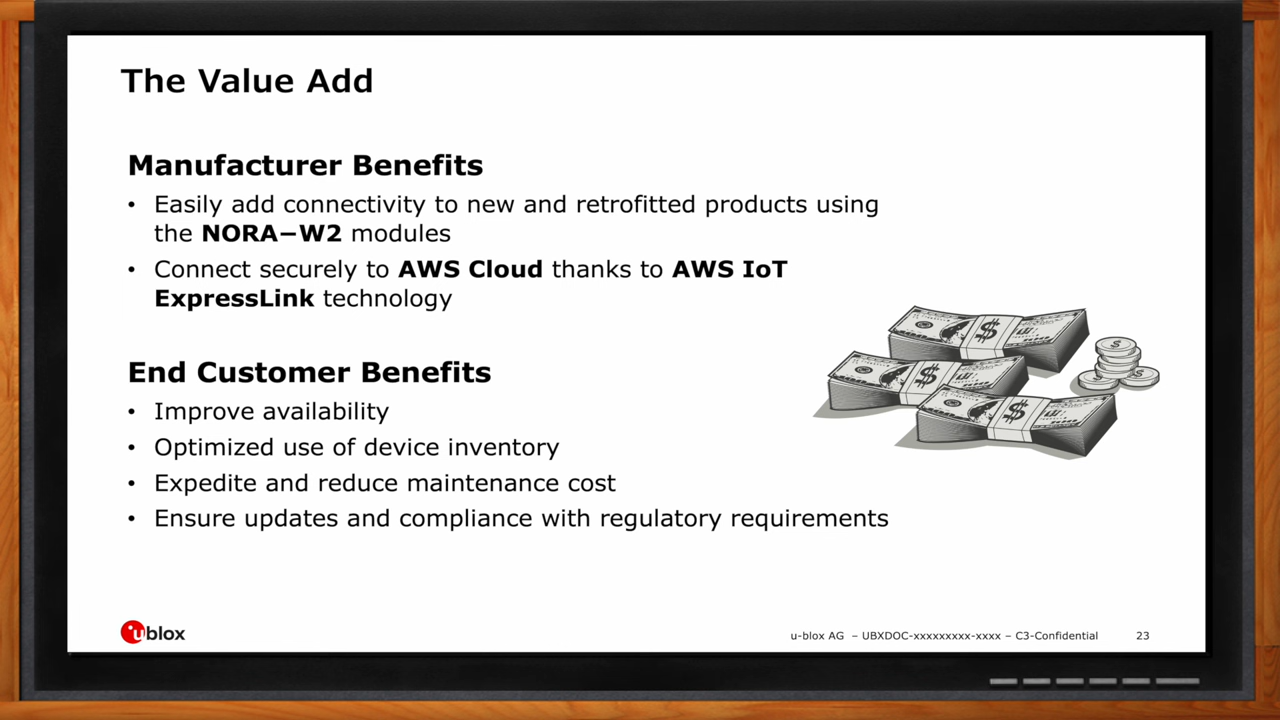 The Value Add
Manufacturer Benefits
• Easily add connectivity to new and retrofitted products using
the NORA−W2 modules
• Connect securely to AWS Cloud thanks to AWS IoT
ExpressLink technology
End Customer Benefits
• Improve availability
• Optimized use of device inventory
• Expedite and reduce maintenance cost
• Ensure updates and compliance with regulatory requirements
$
$
$
$
$
$
ublox
u-blox AG – UBXDOC-xxxxxxxxx-xxxx – C3-Confidential
23